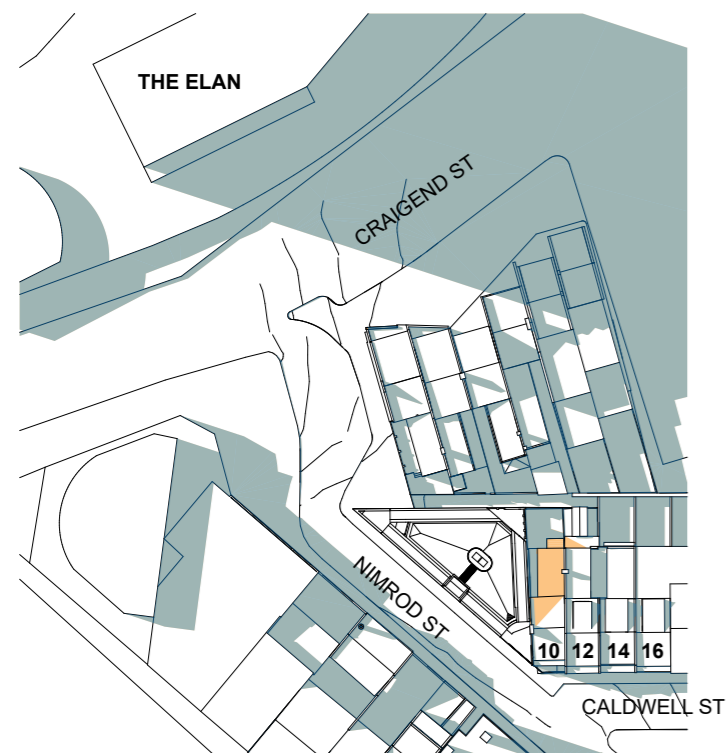 THE ELAN
CRAIGEND ST
NIMROD ST
10 12 14 16
CALDWELL ST